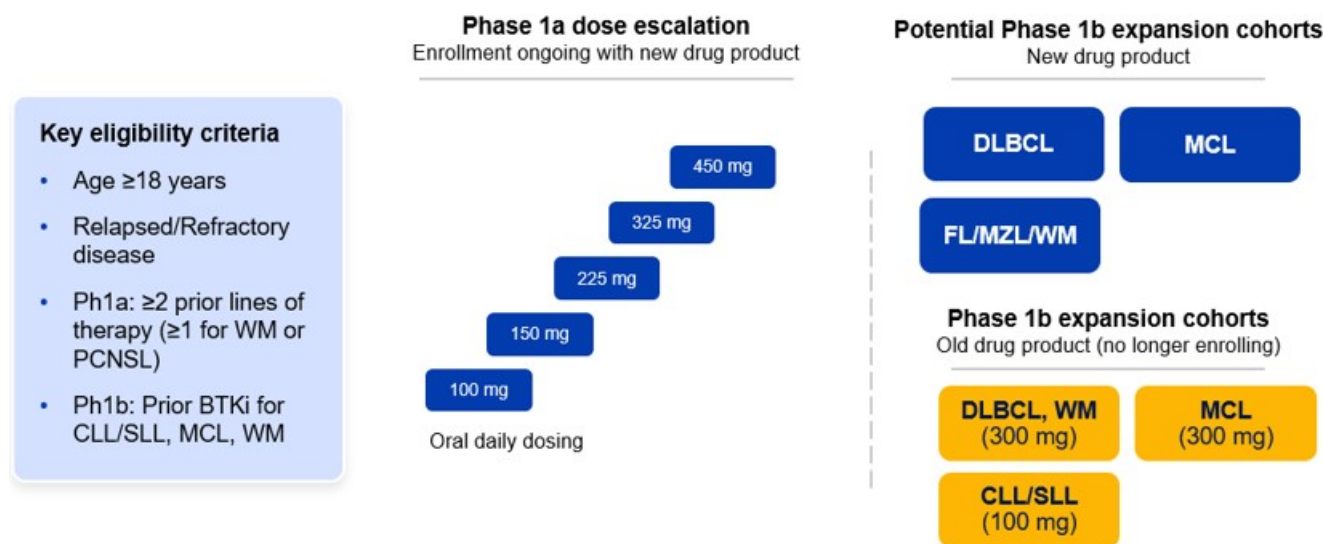 Key eligibility criteria
• Age ≥18 years
• Relapsed/Refractory
disease
• Ph1a: ≥2 prior lines of
therapy (≥1 for WM or
PCNSL)
• Ph1b: Prior BTKi for
CLL/SLL, MCL, WM
Phase 1a dose escalation
Enrollment ongoing with new drug product
450 mg
325 mg
225 mg
150 mg
100 mg
Oral daily dosing
Potential Phase 1b expansion cohorts
New drug product
DLBCL
MCL
FL/MZL/WM
Phase 1b expansion cohorts
Old drug product (no longer enrolling)
DLBCL, WM
(300 mg)
MCL
(300 mg)
CLL/SLL
(100 mg)